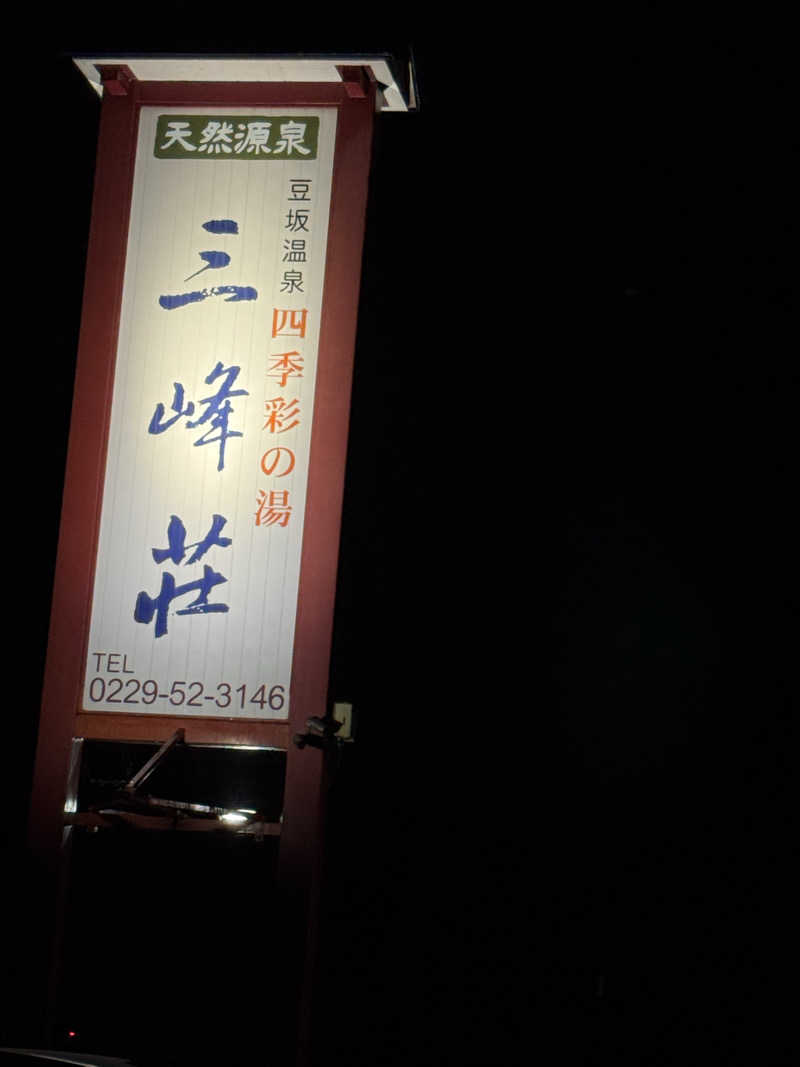 天然源泉
豆坂温泉
四季彩の湯
三峰荘
TEL
0229-52-3146